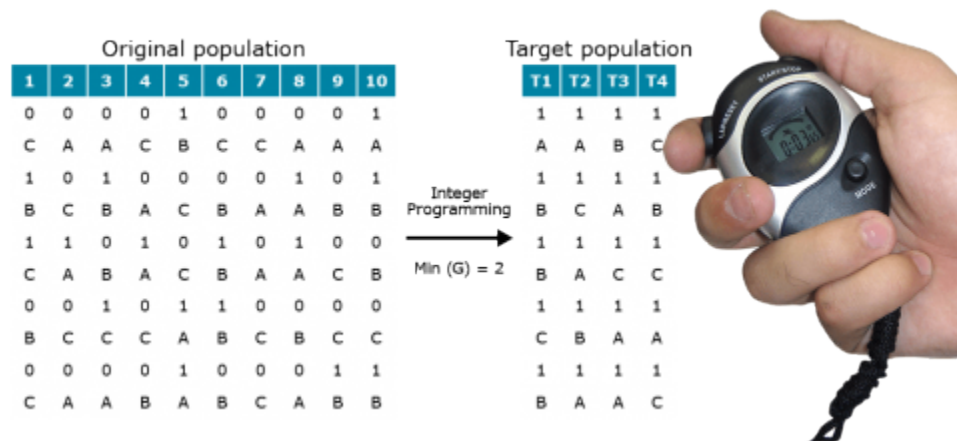 Original population
Target population
1 2 3 4 5 6 7 8 9 10
T1 T2 T3 T4
0 0 0 0 1 0 0 0 0 1
1 1 1 1
C A A C B C C A A A
A A B C
1 0 1 0 0 0 0 1 0 1
1 1 1 1
B C B A C B A A B B
B C A B
1 1 0 1 0 1 0 1 0 0
1 1 1 1
C A B A C B A A C B
B A C C
0 0 1 0 1 1 0 0 0 0
1 1 1 1
B C C C A B C B C C
C B A A
0 0 0 0 1 0 0 0 1 1
1 1 1 1
C A A B A B C A B B
B A A C
Integer
Programming
Min (G) = 2
START/STOP
LAP/RESET
MODE